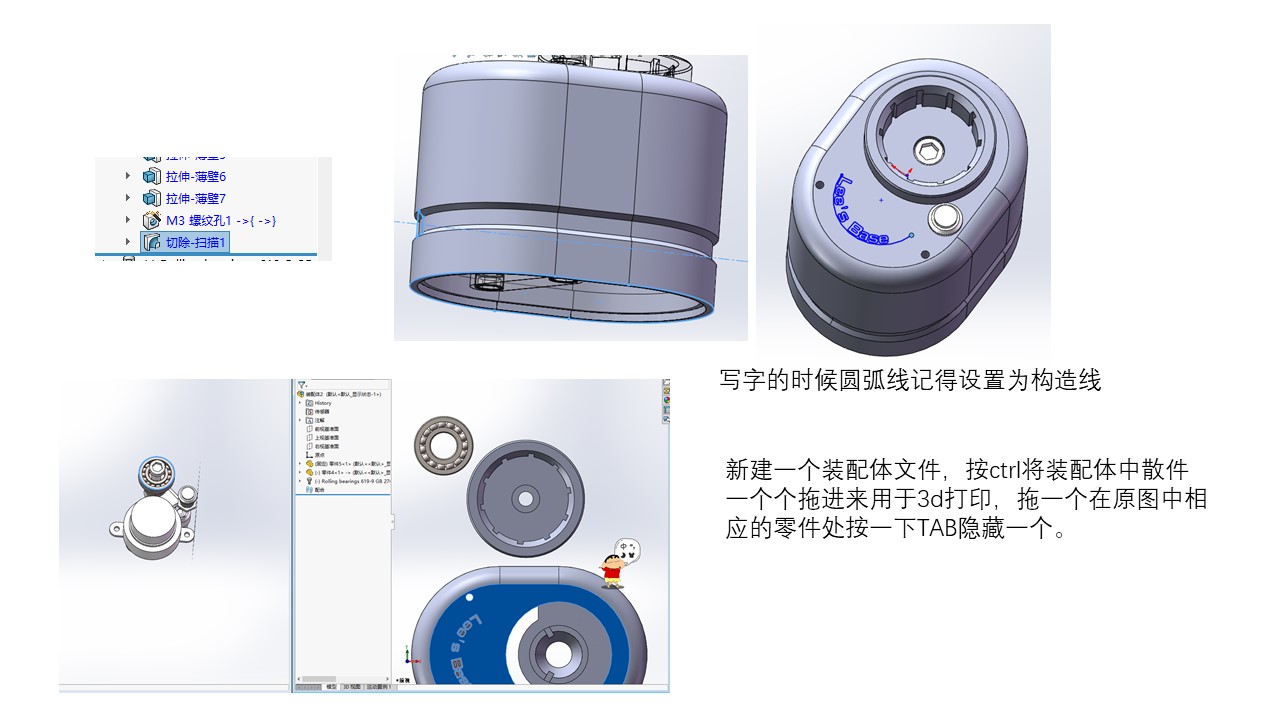 拉伸-薄壁6
拉伸-薄壁7
M3 螺纹孔1 ->{ ->}
切除-扫描1
Lee's Base
写字的时候圆弧线记得设置为构造线
新建一个装配体文件，按ctrl将装配体中散件
一个个拖进来用于3d打印，拖一个在原图中相
应的零件处按一下TAB隐藏一个。
装配体2 (默认<默认_显示状态-1>)
History
传感器
注解
前视基准面
上视基准面
右视基准面
原点
(固定) 零件5<1> (默认<<默认>_显
(-) 零件4<1> -> (默认<<默认>_显
(-) Rolling bearings 619-9 GB 27
配合
中
Lee's Base
*前视
模型 3D 视图 运动算例1